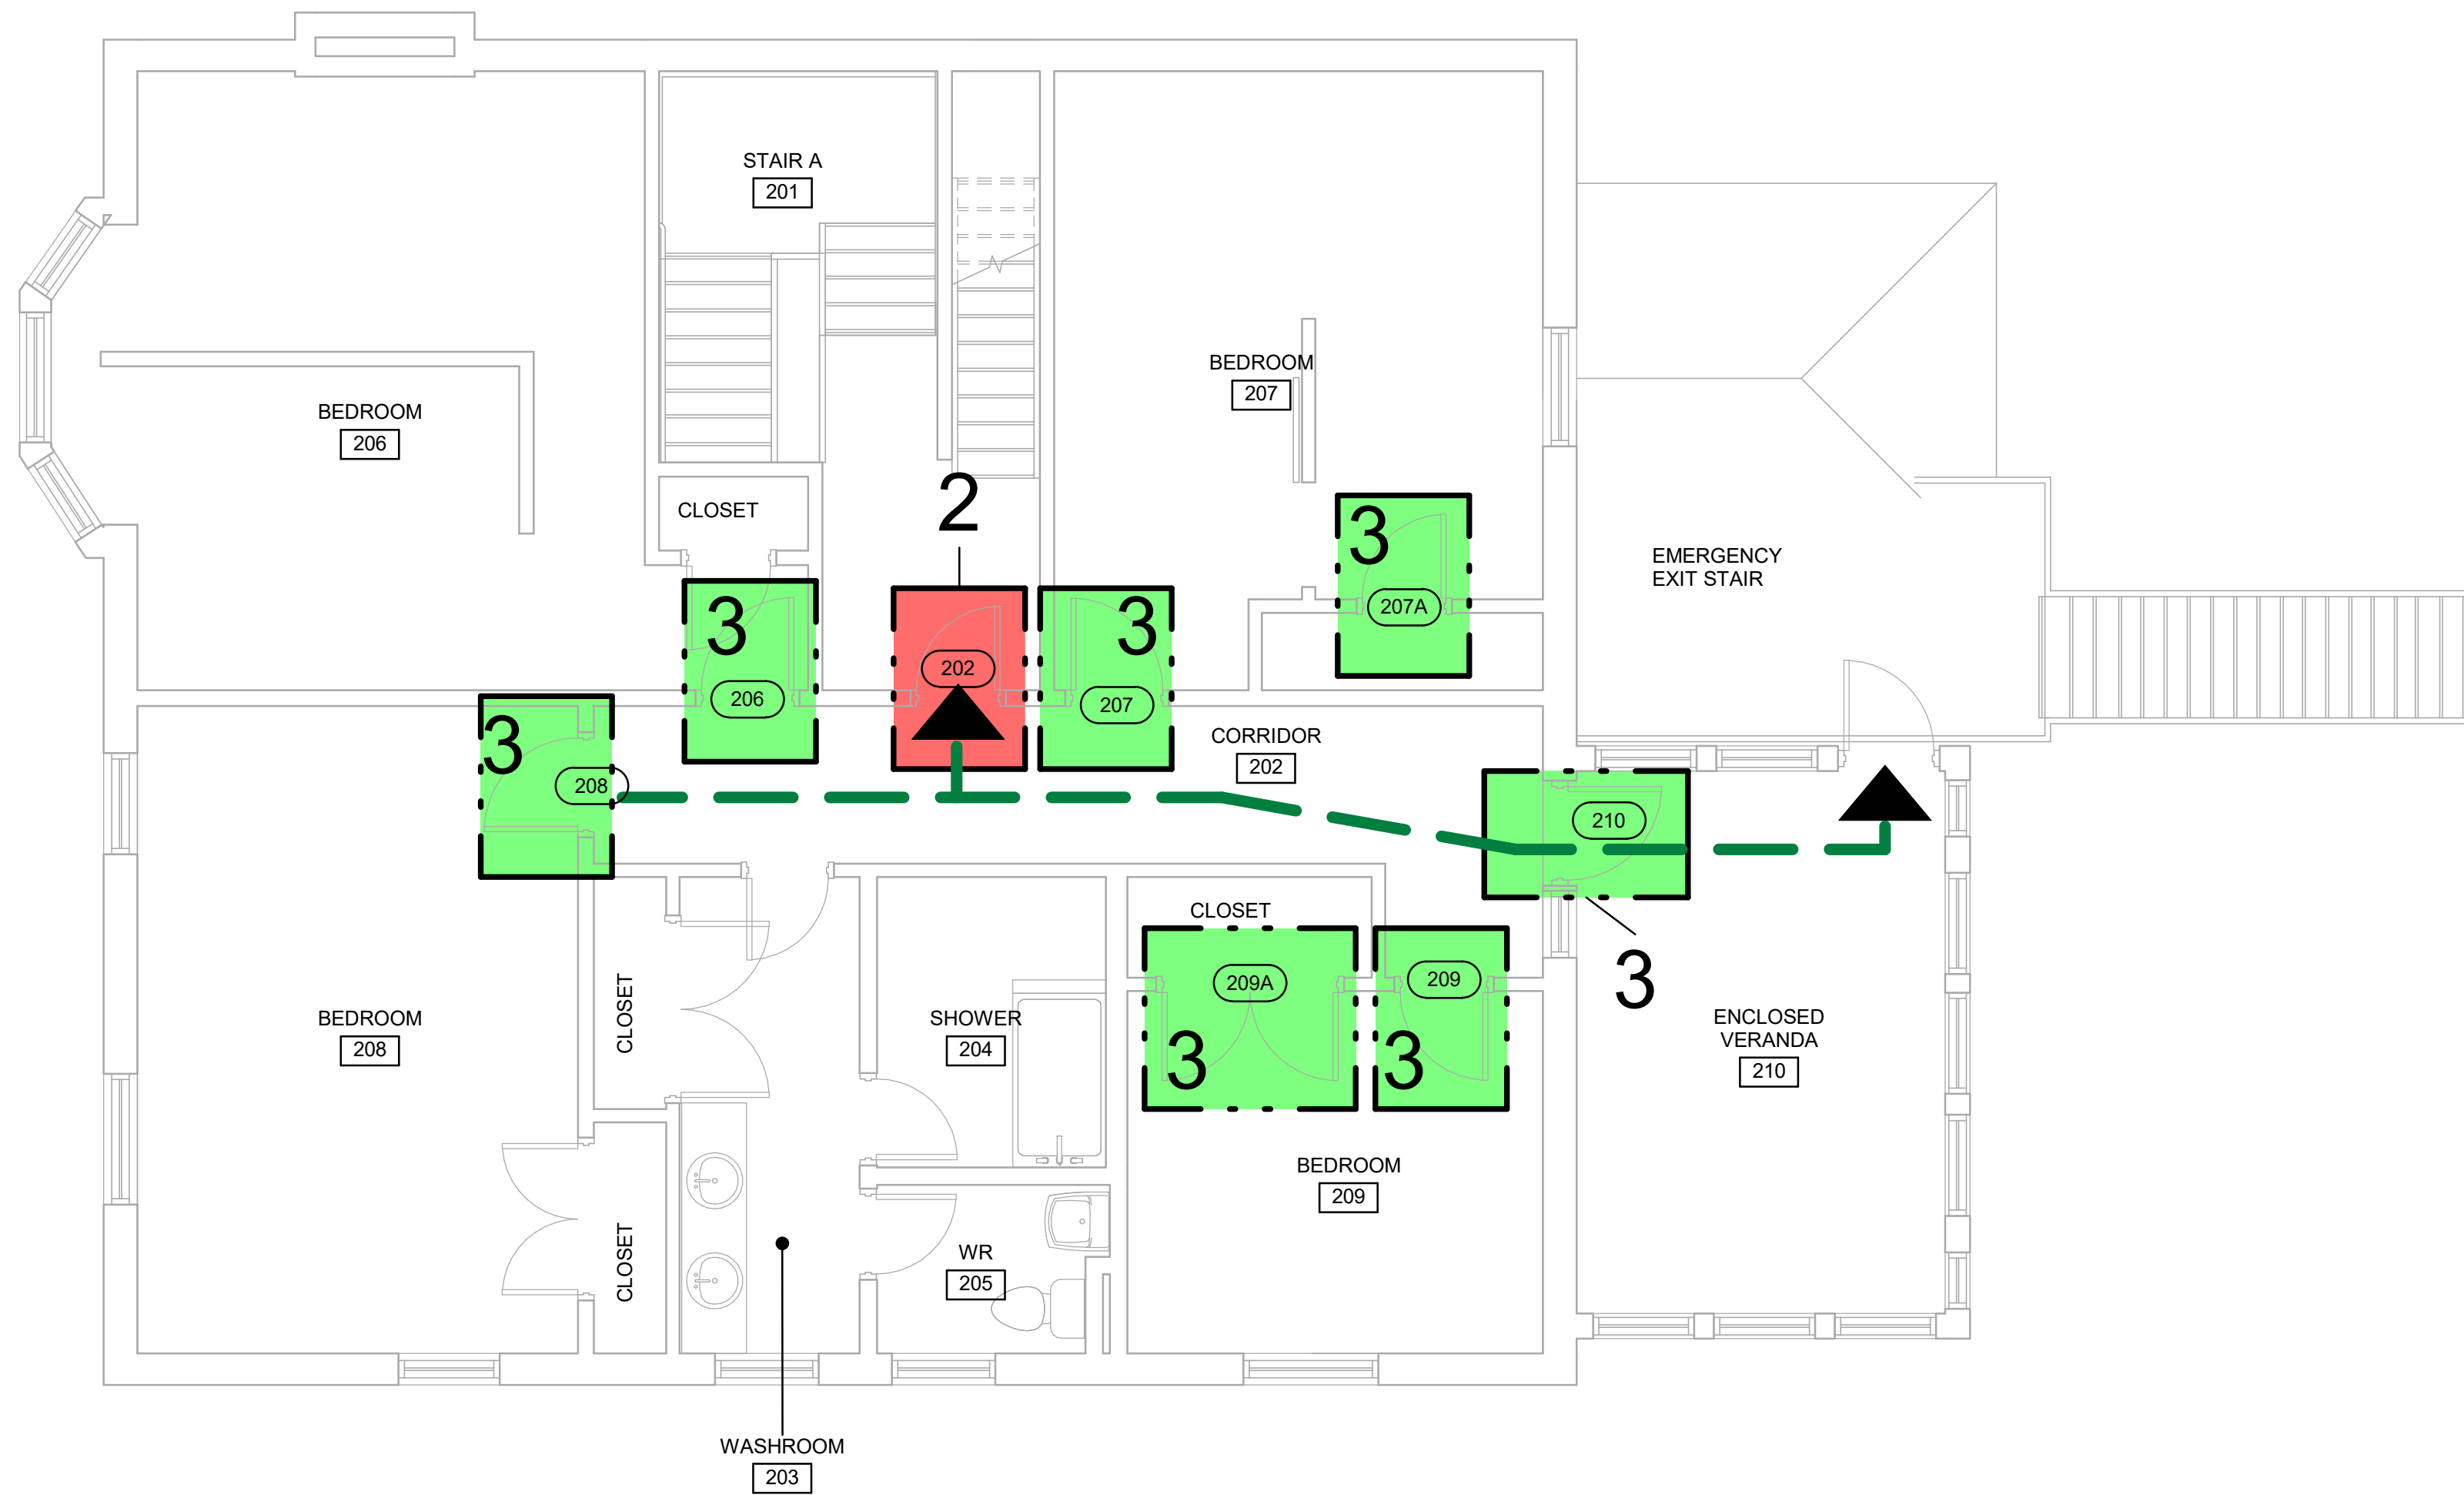 STAIR A
201
BEDROOM
207
BEDROOM
206
CLOSET
2
3
207A
EMERGENCY
EXIT STAIR
3
206
202
3
207
3
208
CORRIDOR
202
210
3
CLOSET
209A
3
209
3
CLOSET
BEDROOM
208
SHOWER
204
ENCLOSED
VERANDA
210
BEDROOM
209
CLOSET
WR
205
WASHROOM
203